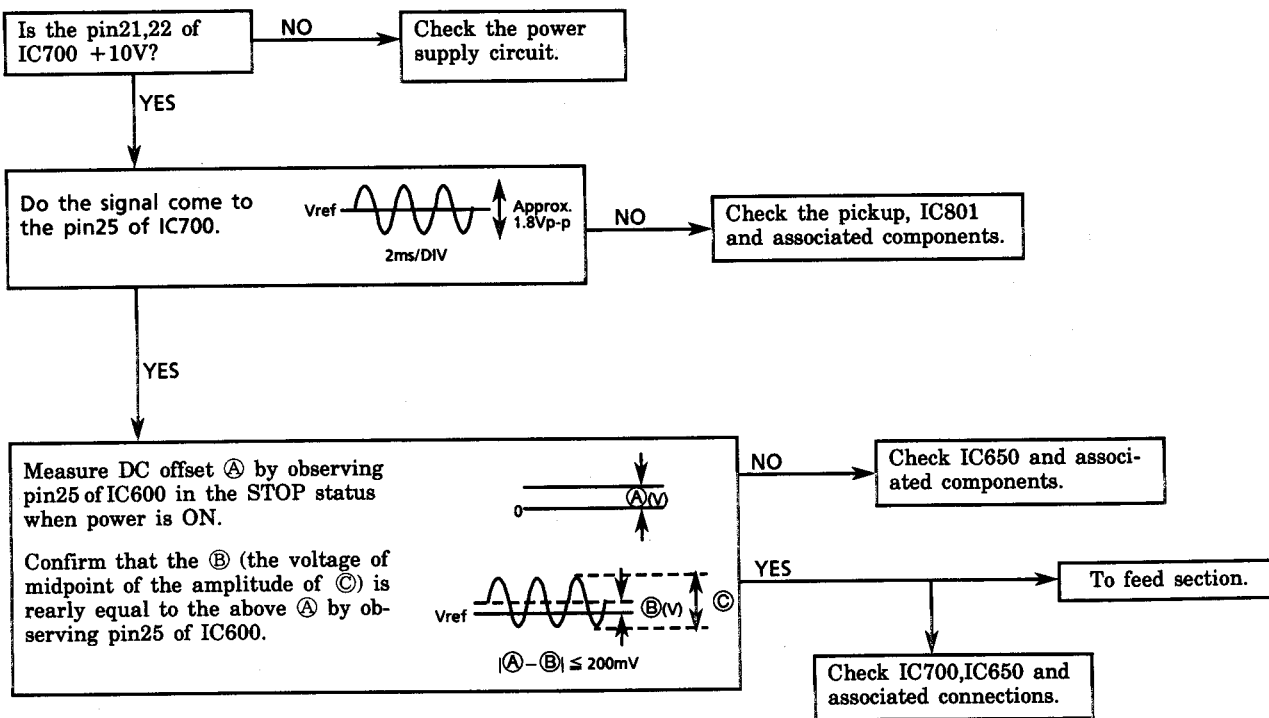 Is the pin21,22 of
IC700 +10V?
NO
Check the power
supply circuit.
YES
Do the signal come to
the pin25 of IC700.
Vref
Approx.
1.8Vp-p
2ms/DIV
NO
Check the pickup, IC801
and associated components.
YES
Measure DC offset Ⓐ by observing
pin25 of IC600 in the STOP status
when power is ON.
0
Ⓐ(V)
Confirm that the Ⓑ (the voltage of
midpoint of the amplitude of Ⓒ) is
rearly equal to the above Ⓐ by ob-
serving pin25 of IC600.
Vref
Ⓑ(V)
Ⓒ
|Ⓐ−Ⓑ| ≦ 200mV
NO
Check IC650 and associ-
ated components.
YES
To feed section.
Check IC700,IC650 and
associated connections.